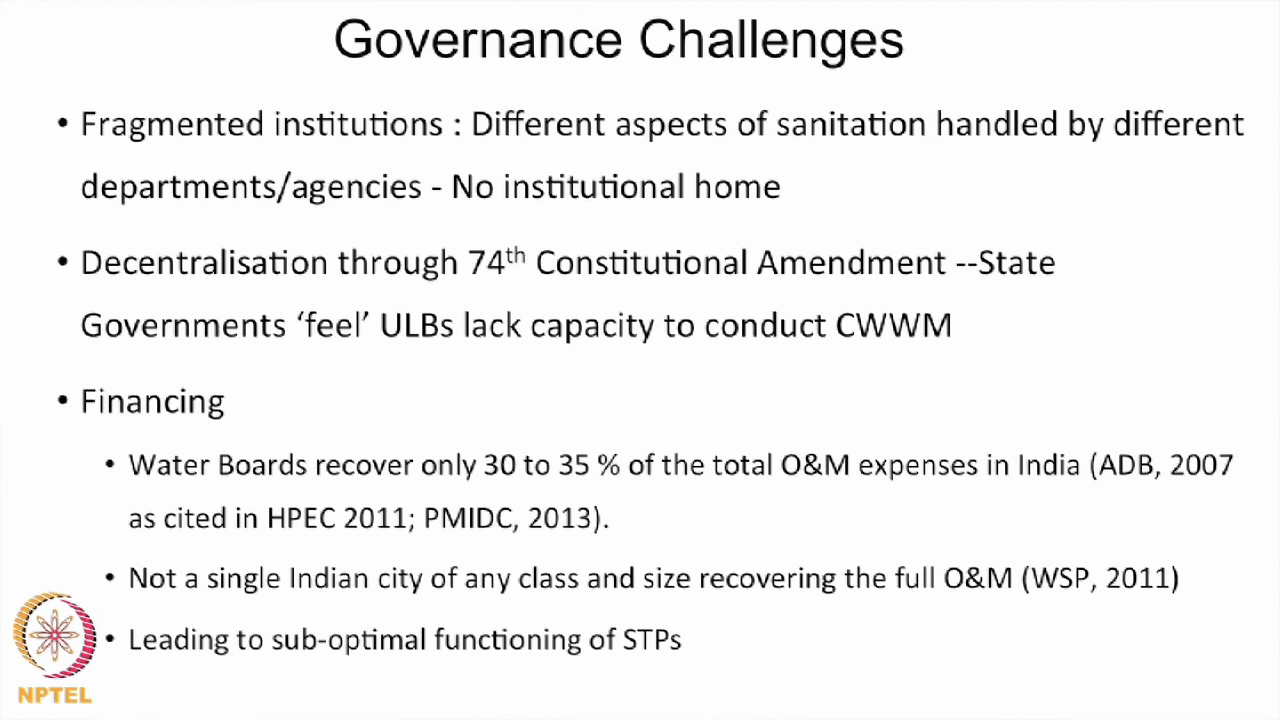 Governance Challenges
• Fragmented institutions : Different aspects of sanitation handled by different
departments/agencies - No institutional home
• Decentralisation through 74th Constitutional Amendment --State
Governments ‘feel’ ULBs lack capacity to conduct CWWM
• Financing
• Water Boards recover only 30 to 35 % of the total O&M expenses in India (ADB, 2007
as cited in HPEC 2011; PMIDC, 2013).
• Not a single Indian city of any class and size recovering the full O&M (WSP, 2011)
• Leading to sub-optimal functioning of STPs
NPTEL